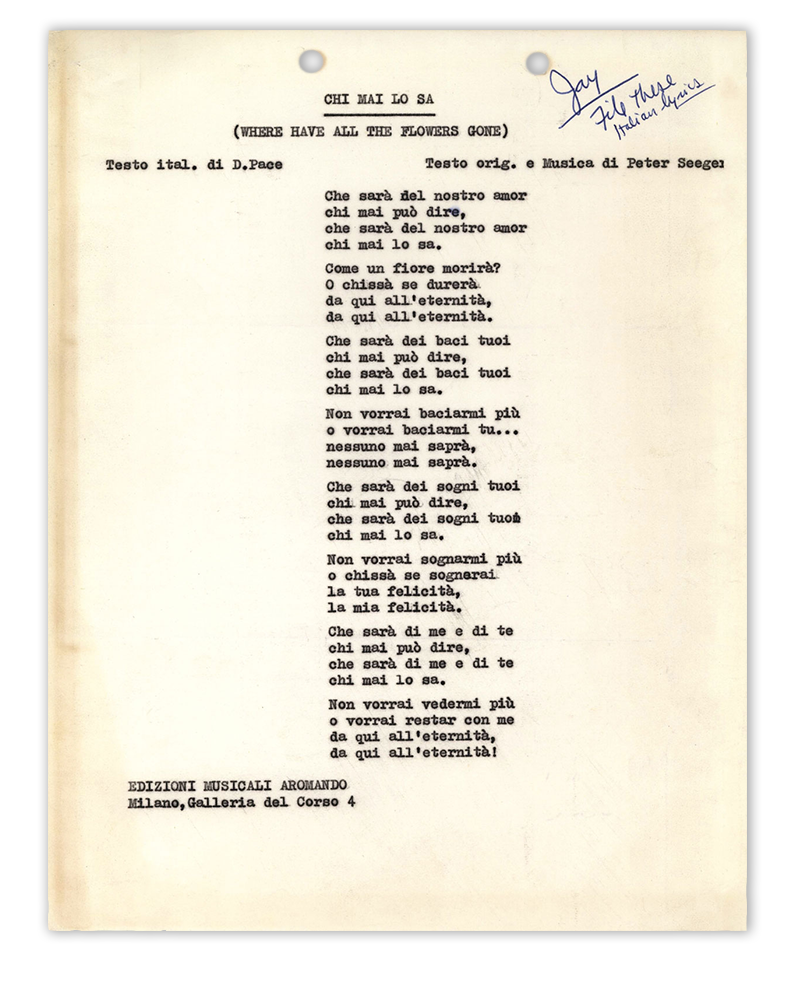 Jay
File these
Italian lyrics
CHI MAI LO SA
(WHERE HAVE ALL THE FLOWERS GONE)
Testo ital. di D.Pace Testo orig. e Musica di Peter Seeger
Che sarà del nostro amor
chi mai può dire,
che sarà del nostro amor
chi mai lo sa.
Come un fiore morirà?
O chissà se durerà
da qui all'eternità,
da qui all'eternità.
Che sarà dei baci tuoi
chi mai può dire,
che sarà dei baci tuoi
chi mai lo sa.
Non vorrai baciarmi più
o vorrai baciarmi tu...
nessuno mai saprà,
nessuno mai saprà.
Che sarà dei sogni tuoi
chi mai può dire,
che sarà dei sogni tuoi
chi mai lo sa.
Non vorrai sognarmi più
o chissà se sognerai
la tua felicità,
la mia felicità.
Che sarà di me e di te
chi mai può dire,
che sarà di me e di te
chi mai lo sa.
Non vorrai vedermi più
o vorrai restar con me
da qui all'eternità,
da qui all'eternità!
EDIZIONI MUSICALI AROMANDO
Milano,Galleria del Corso 4